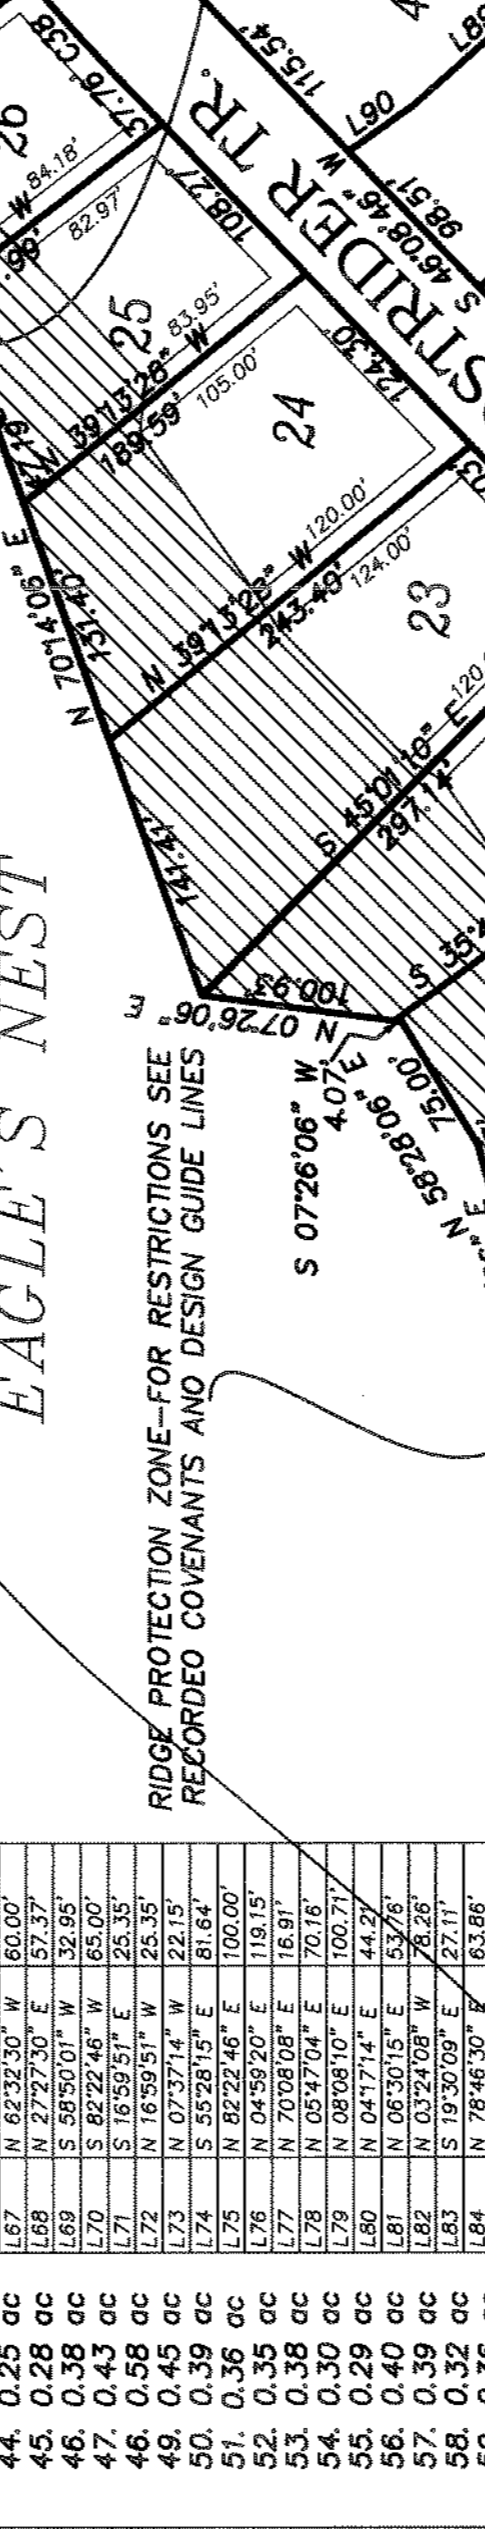 44. 0.25 ac
45. 0.28 ac
46. 0.38 ac
47. 0.43 ac
46. 0.58 ac
49. 0.45 ac
50. 0.39 ac
51. 0.36 ac
52. 0.35 ac
53. 0.38 ac
54. 0.30 ac
55. 0.29 ac
56. 0.40 ac
57. 0.39 ac
58. 0.32 ac
L67 N 62°32'30" W 60.00'
L68 N 27°27'30" E 57.37'
L69 S 58°50'01" W 32.95'
L70 S 82°22'46" W 65.00'
L71 S 16°59'51" E 25.35'
L72 N 16°59'51" W 25.35'
L73 N 07°37'14" W 22.15'
L74 S 55°28'15" E 81.64'
L75 N 82°22'46" E 100.00'
L76 N 04°59'20" E 119.15'
L77 N 70°08'08" E 16.91'
L78 N 05°47'04" E 70.16'
L79 N 08°08'10" E 100.71'
L80 N 04°17'14" E 44.21'
L81 N 06°30'15" E 53.76'
L82 N 03°24'08" W
L83 S 19°30'09" E 27.11'
L84 N 78°46'30" E 63.86'
EAGLE'S NEST
RIDGE PROTECTION ZONE–FOR RESTRICTIONS SEE
RECORDED COVENANTS AND DESIGN GUIDE LINES
S 07°26'06" W
4.07'
N 58°28'06" E
75.00'
N 07°26'06" E
100.93'
141.41'
S 45°01'10" E
297.14'
N 70°14'06" E
131.40'
N 39°13'28" W
243.49'
124.00'
120.00'
23
24
N 39°13'28" W
189.59'
105.00'
83.95'
25
82.97'
84.18'
W
26
37.76' C38
108.27'
124.30'
STRIDER TR.
S 46°08'46" W
98.51'
115.54'
L90
L89